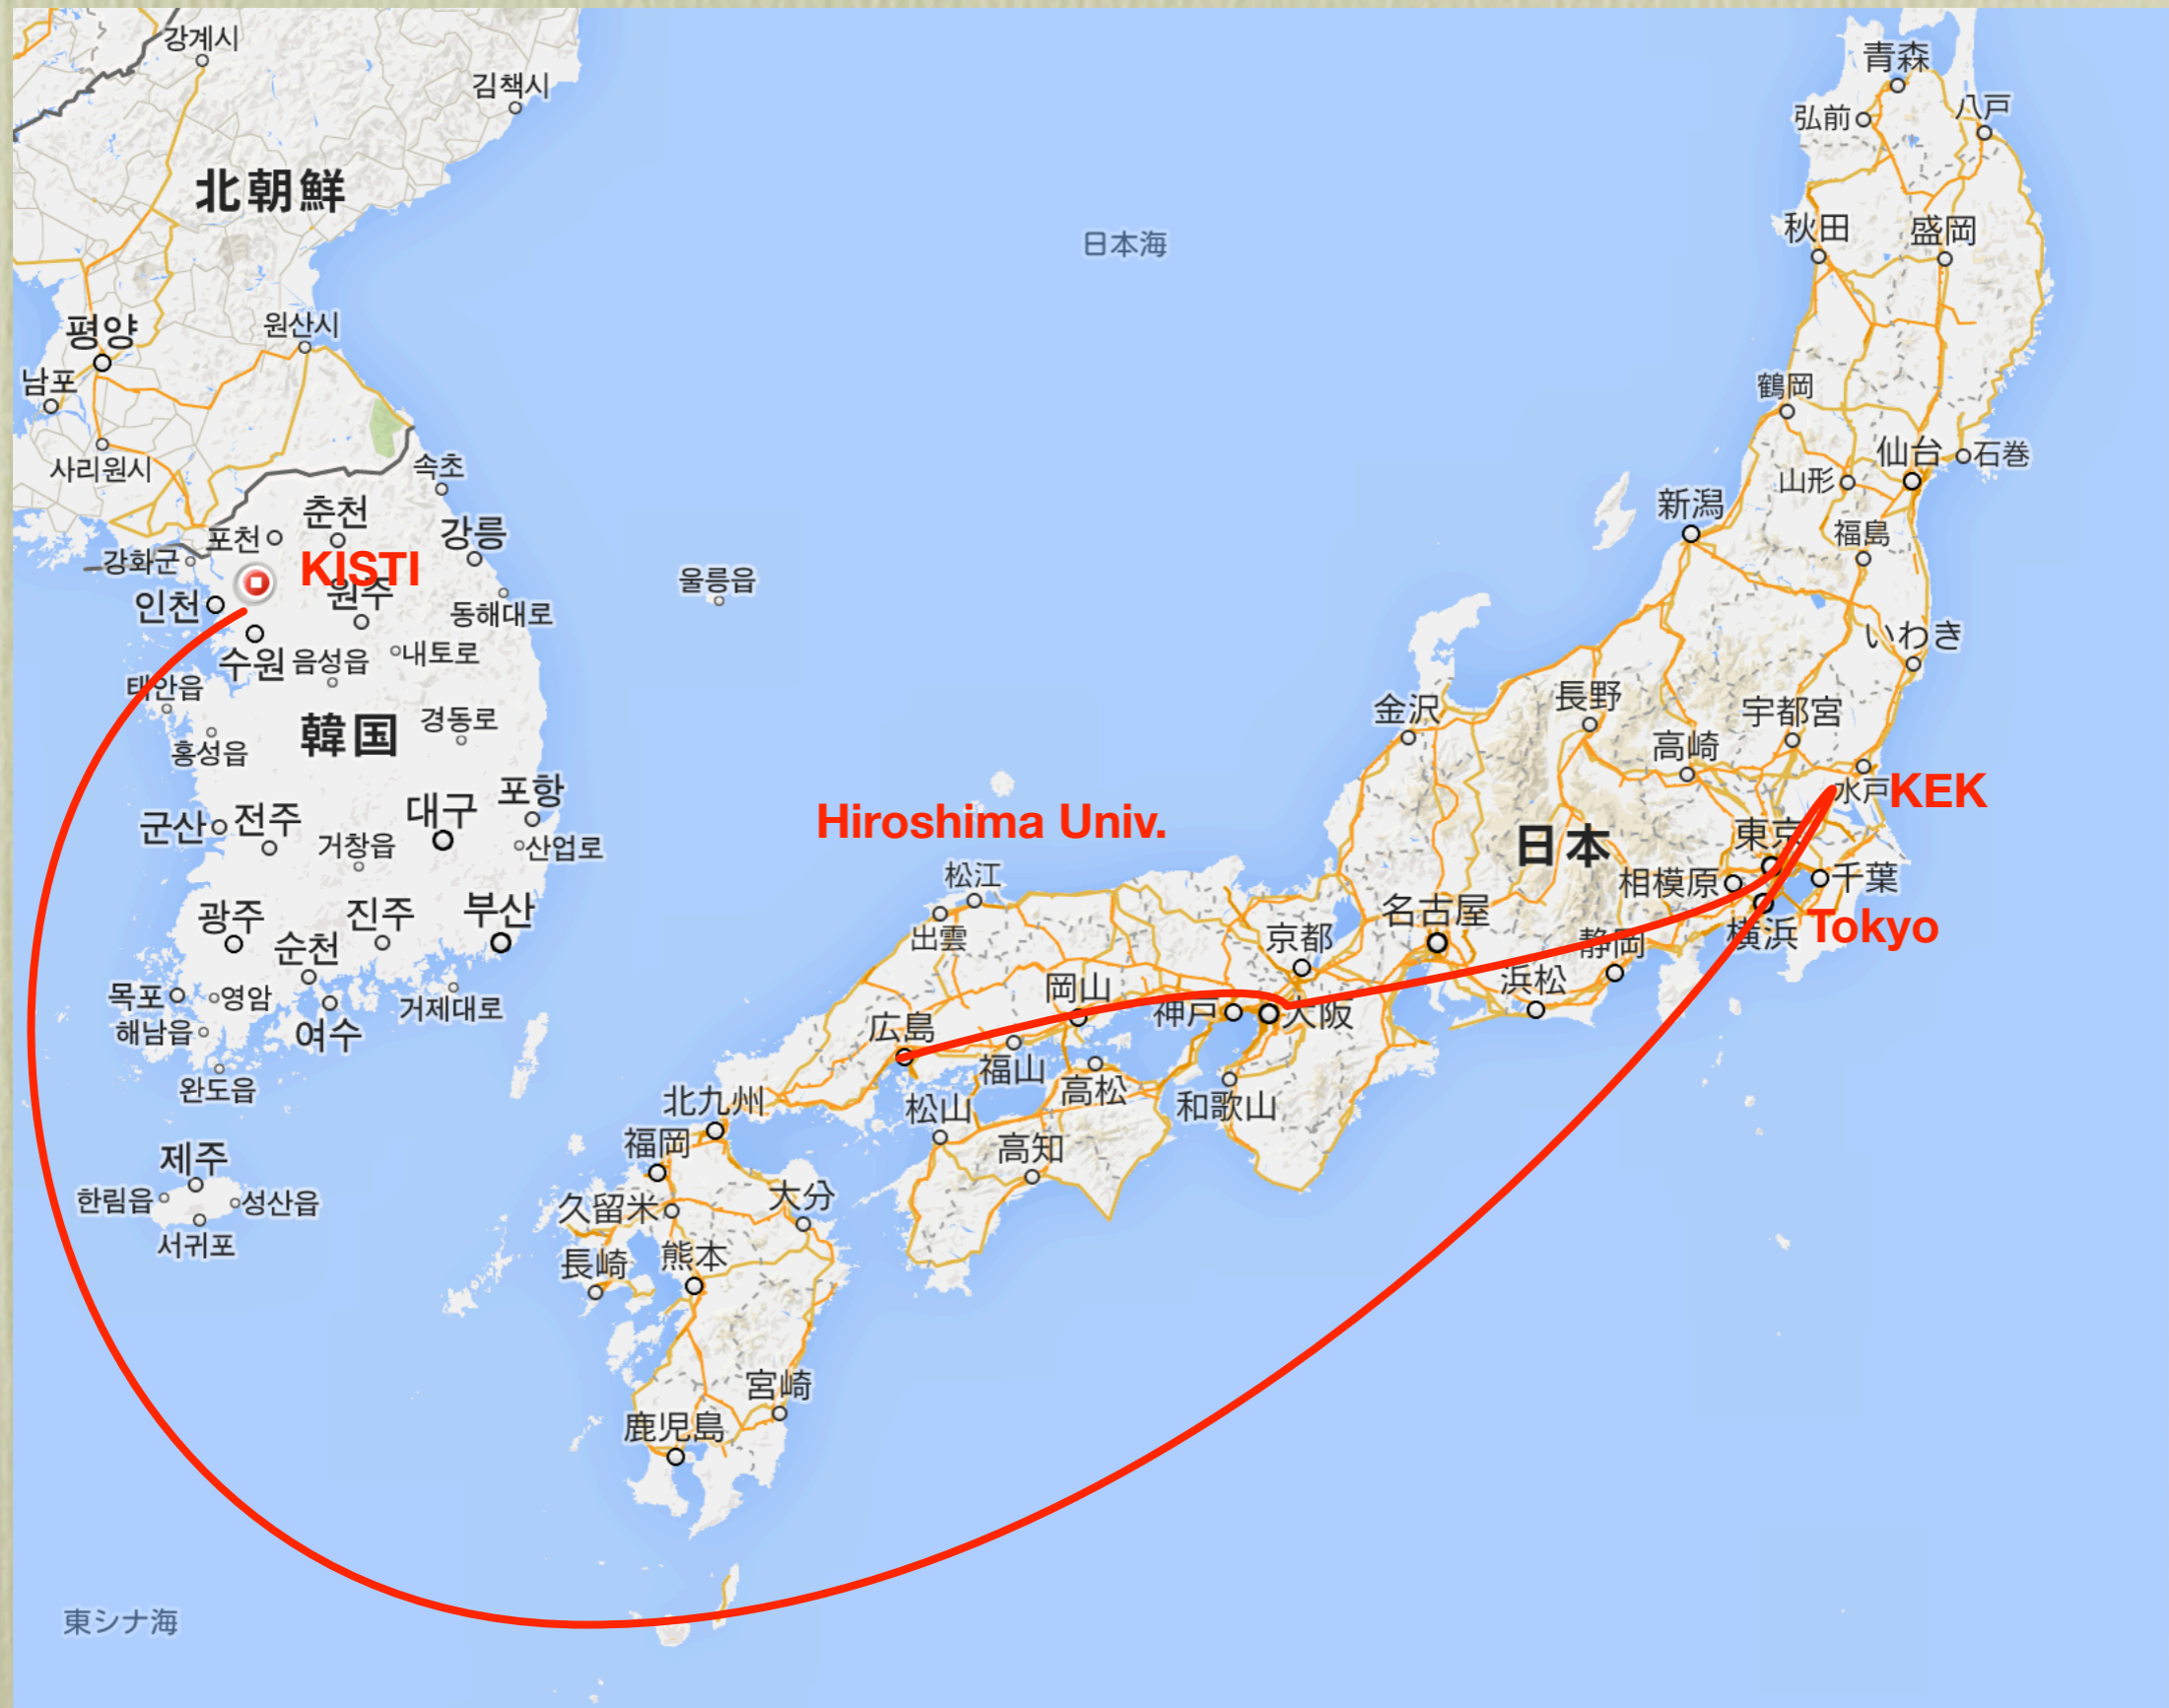 강계시
김책시
青森
弘前
八戸
北朝鮮
日本海
秋田
盛岡
평양
원산시
남포
鶴岡
사리원시
속초
仙台
石巻
山形
춘천
新潟
포천
강릉
福島
강화군
KISTI
울릉읍
원주
인천
동해대로
いわき
수원
음성읍
내토로
태안읍
長野
金沢
宇都宮
韓国
경동로
홍성읍
高崎
포항
水戸
KEK
대구
군산
전주
Hiroshima Univ.
東京
거창읍
산업로
日本
松江
相模原
千葉
광주
진주
부산
名古屋
Tokyo
순천
出雲
京都
静岡
横浜
岡山
浜松
목포
영암
거제대로
神戸
大阪
해남읍
여수
広島
福山
완도읍
高松
北九州
松山
和歌山
福岡
高知
제주
한림읍
성산읍
大分
久留米
서귀포
長崎
熊本
宮崎
鹿児島
東シナ海